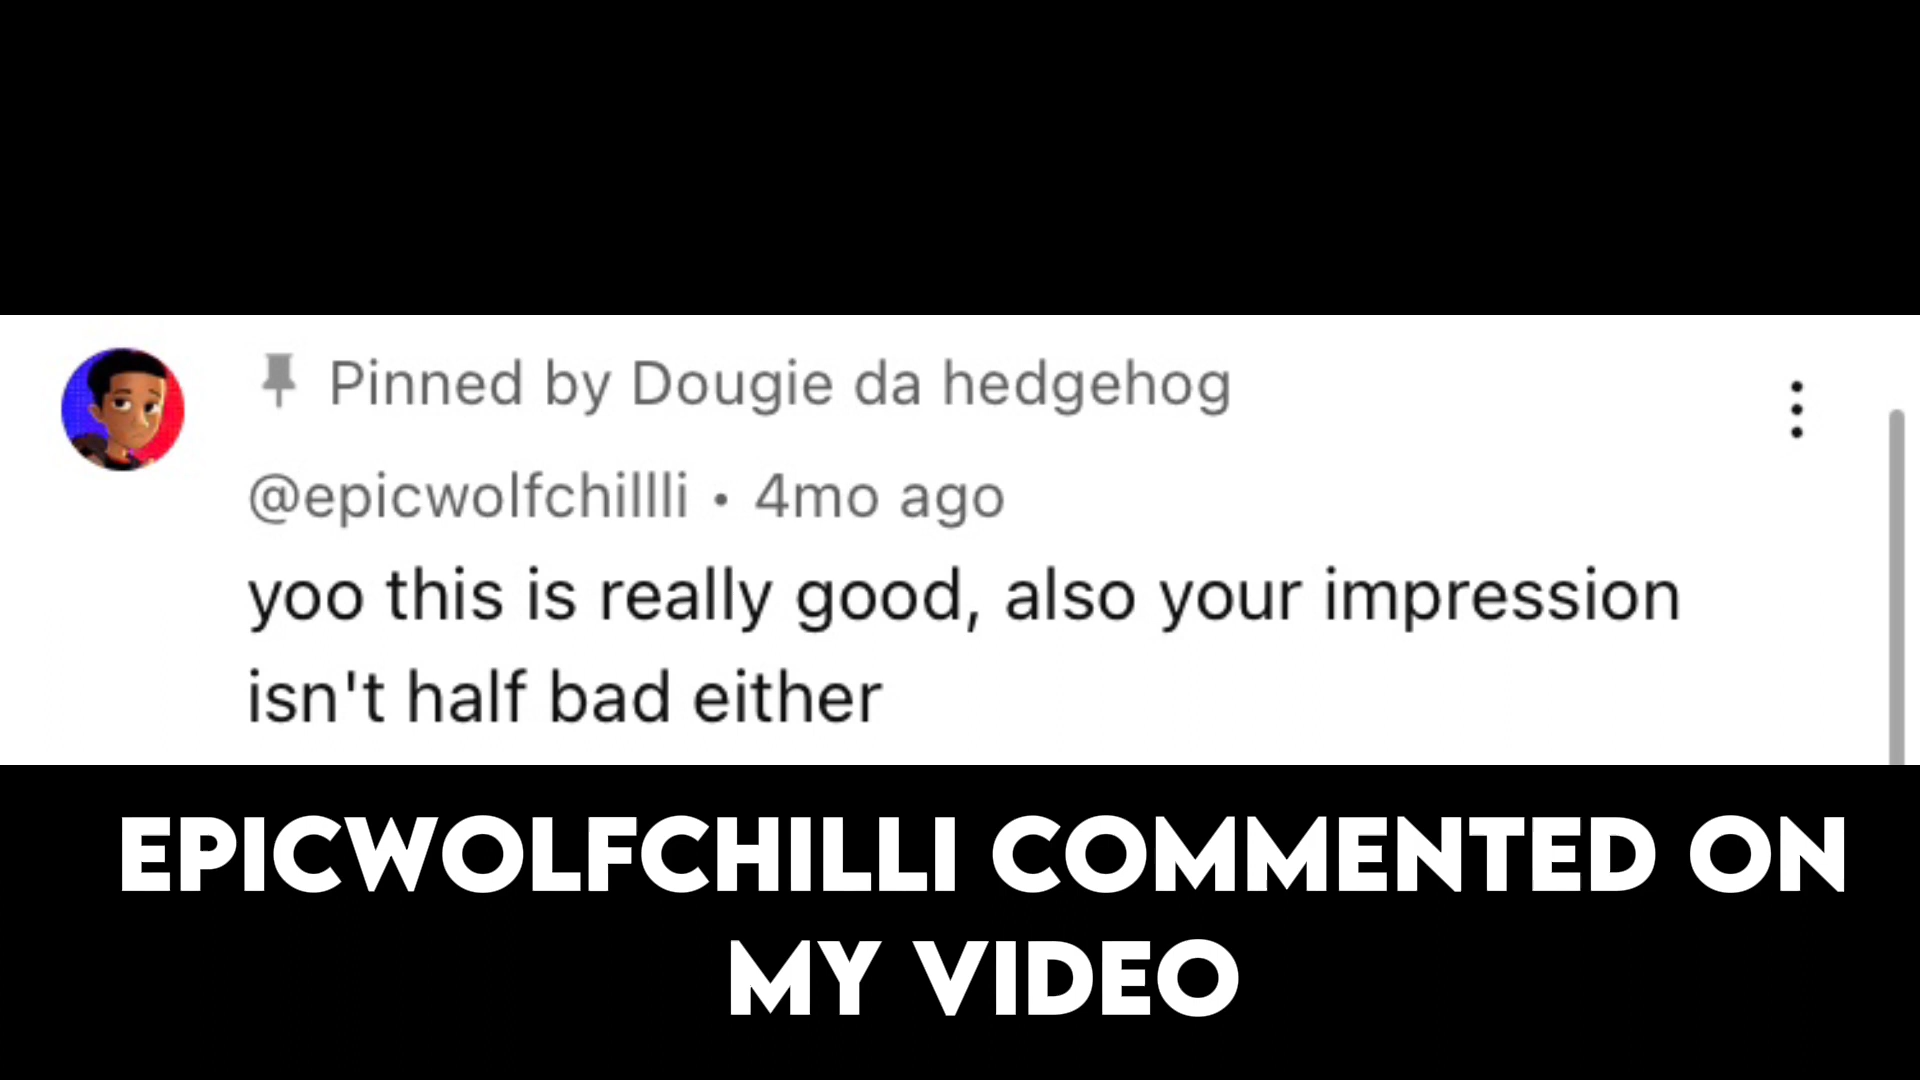 Pinned by Dougie da hedgehog
@epicwolfchillli • 4mo ago
yoo this is really good, also your impression
isn't half bad either
EPICWOLFCHILLI COMMENTED ON
MY VIDEO